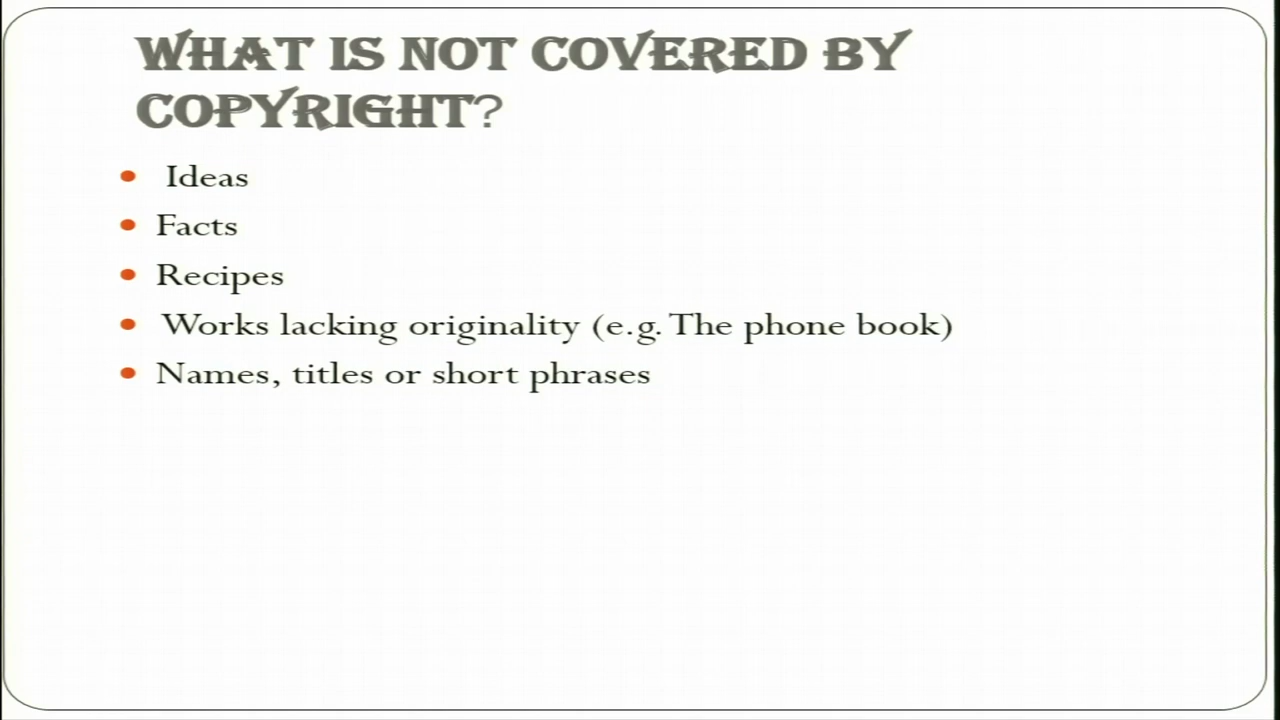 WHAT IS NOT COVERED BY
COPYRIGHT?
• Ideas
• Facts
• Recipes
• Works lacking originality (e.g. The phone book)
• Names, titles or short phrases